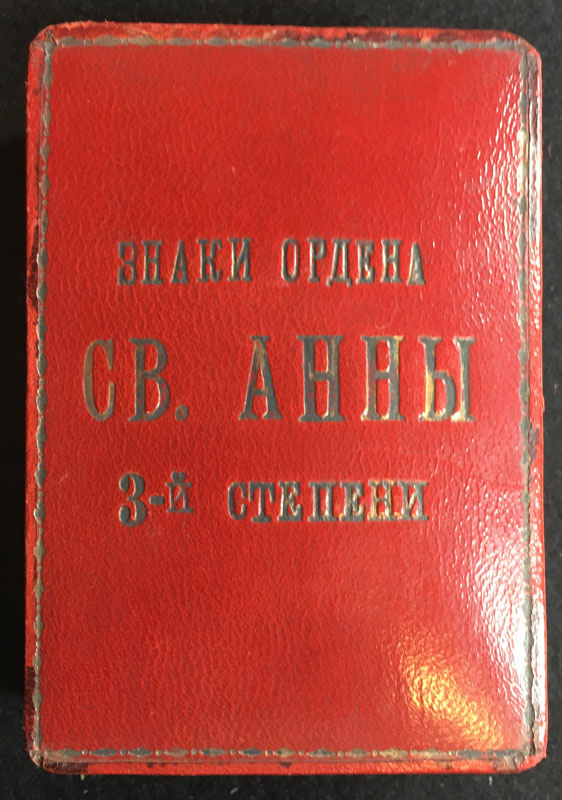 ЗНАКИ ОРДЕНА
СВ. АННЫ
3-й СТЕПЕНИ